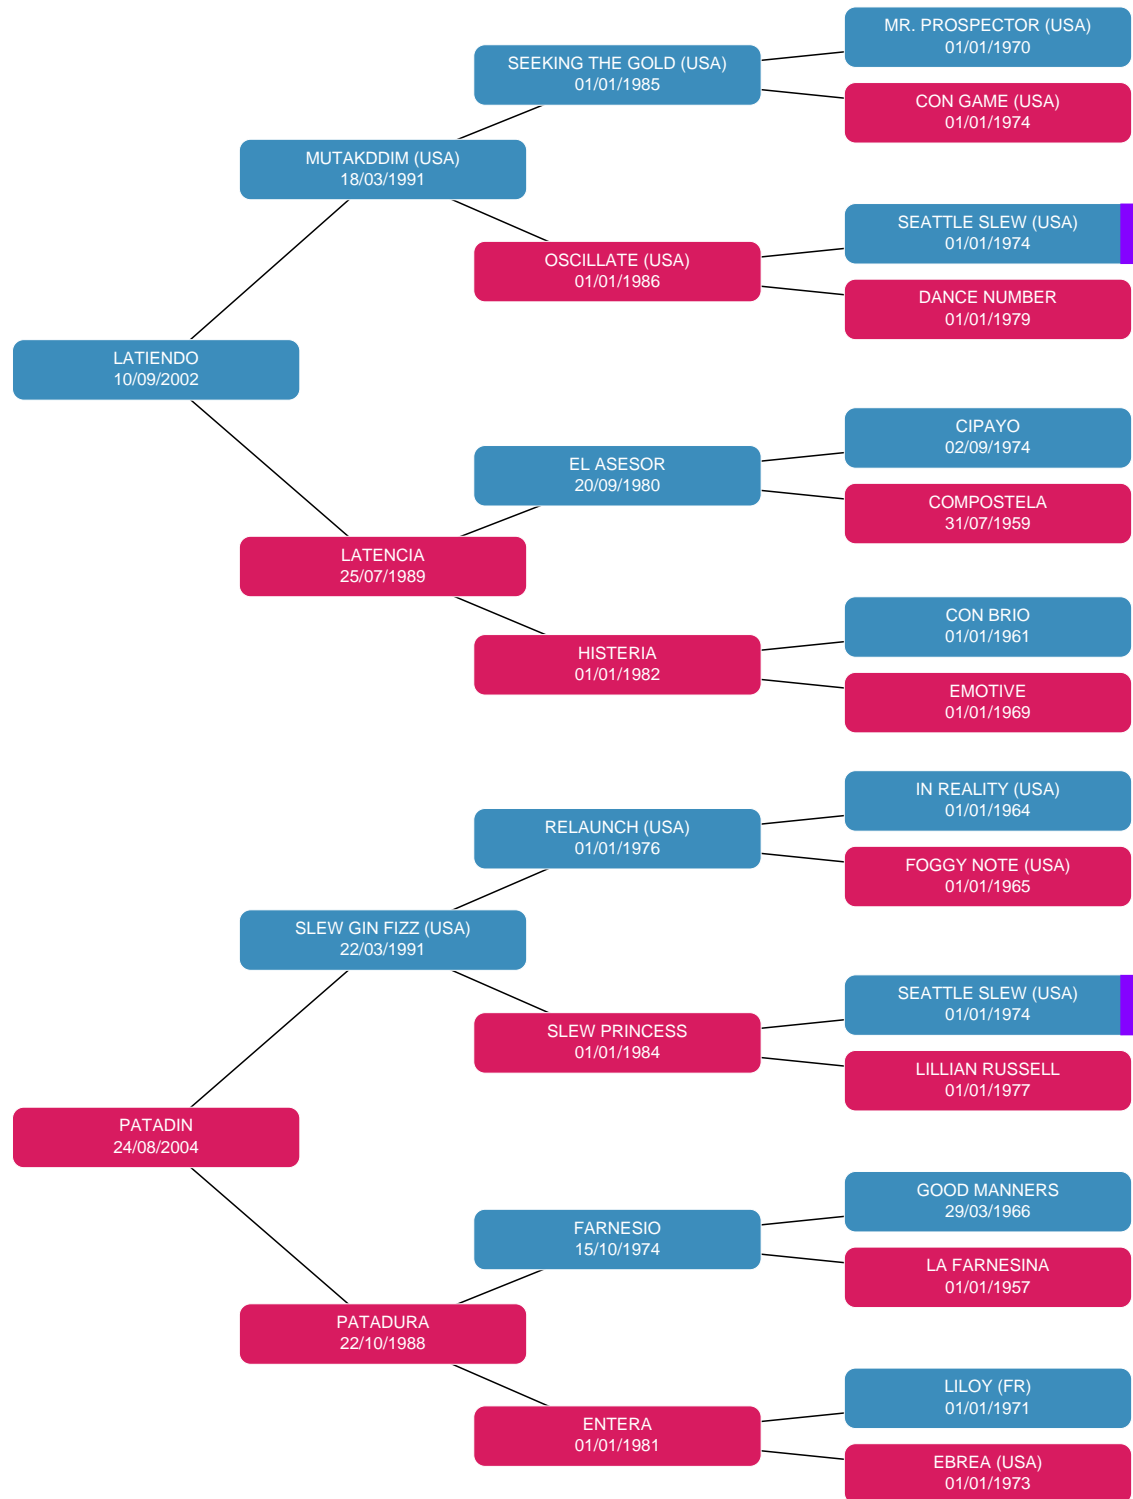 MR. PROSPECTOR (USA)
01/01/1970
SEEKING THE GOLD (USA)
01/01/1985
CON GAME (USA)
01/01/1974
MUTAKDDIM (USA)
18/03/1991
SEATTLE SLEW (USA)
01/01/1974
OSCILLATE (USA)
01/01/1986
DANCE NUMBER
01/01/1979
LATIENDO
10/09/2002
CIPAYO
02/09/1974
EL ASESOR
20/09/1980
COMPOSTELA
31/07/1959
LATENCIA
25/07/1989
CON BRIO
01/01/1961
HISTERIA
01/01/1982
EMOTIVE
01/01/1969
IN REALITY (USA)
01/01/1964
RELAUNCH (USA)
01/01/1976
FOGGY NOTE (USA)
01/01/1965
SLEW GIN FIZZ (USA)
22/03/1991
SEATTLE SLEW (USA)
01/01/1974
SLEW PRINCESS
01/01/1984
LILLIAN RUSSELL
01/01/1977
PATADIN
24/08/2004
GOOD MANNERS
29/03/1966
FARNESIO
15/10/1974
LA FARNESINA
01/01/1957
PATADURA
22/10/1988
LILOY (FR)
01/01/1971
ENTERA
01/01/1981
EBREA (USA)
01/01/1973